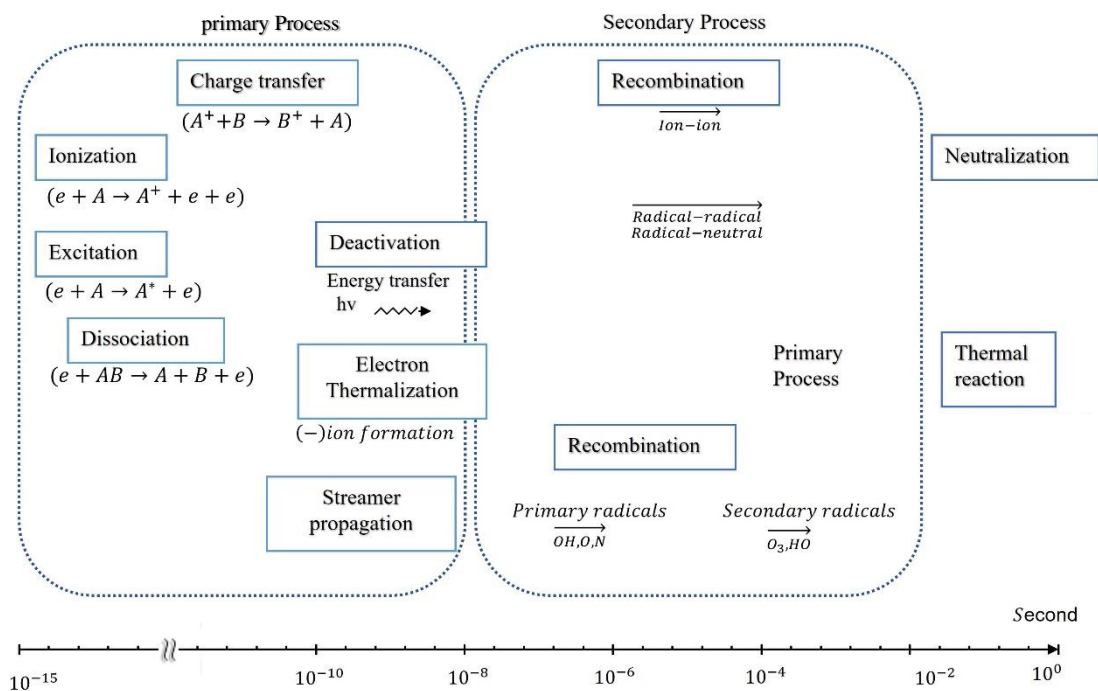 primary Process
Secondary Process
Charge transfer
(A⁺+B → B⁺ + A)
Ionization
(e + A → A⁺ + e + e)
Excitation
(e + A → A* + e)
Dissociation
(e + AB → A + B + e)
Deactivation
Energy transfer
hv
Electron
Thermalization
(−)ion formation
Streamer
propagation
Recombination
Ion−ion
Radical−radical
Radical−neutral
Primary
Process
Recombination
Primary radicals
OH,O,N
Secondary radicals
O₃,HO
Neutralization
Thermal
reaction
Second
10⁻¹⁵
10⁻¹⁰
10⁻⁸
10⁻⁶
10⁻⁴
10⁻²
10⁰